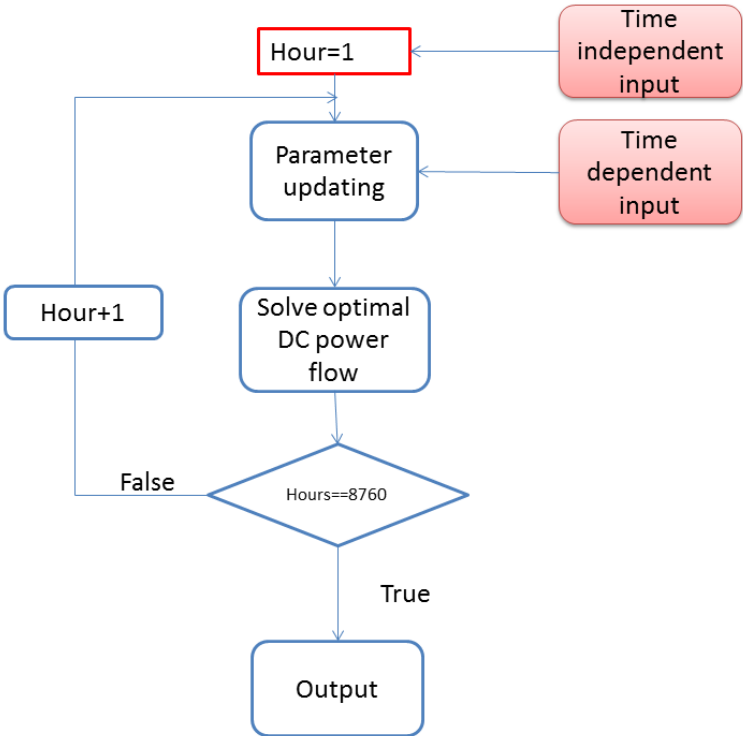 Hour=1
Time
independent
input
Parameter
updating
Time
dependent
input
Hour+1
Solve optimal
DC power
flow
False
Hours==8760
True
Output